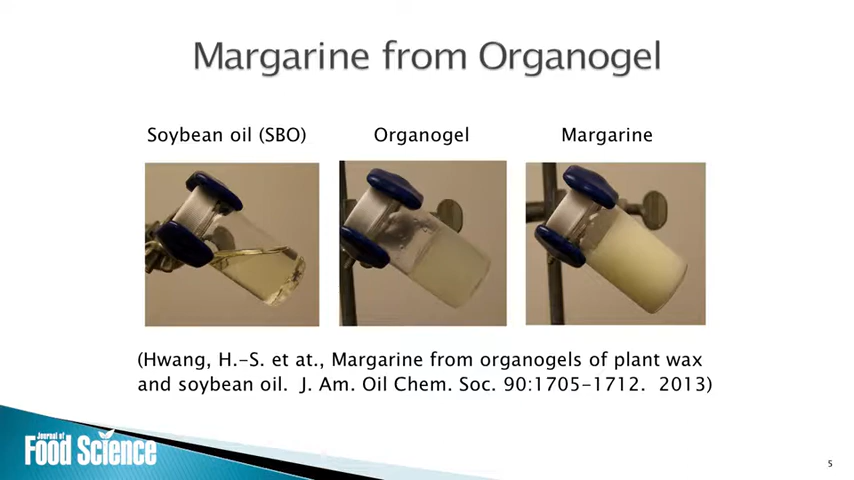 Margarine from Organogel
Soybean oil (SBO)
Organogel
Margarine
(Hwang, H.-S. et at., Margarine from organogels of plant wax
and soybean oil.  J. Am. Oil Chem. Soc. 90:1705-1712.  2013)
Journal of
Food Science
5